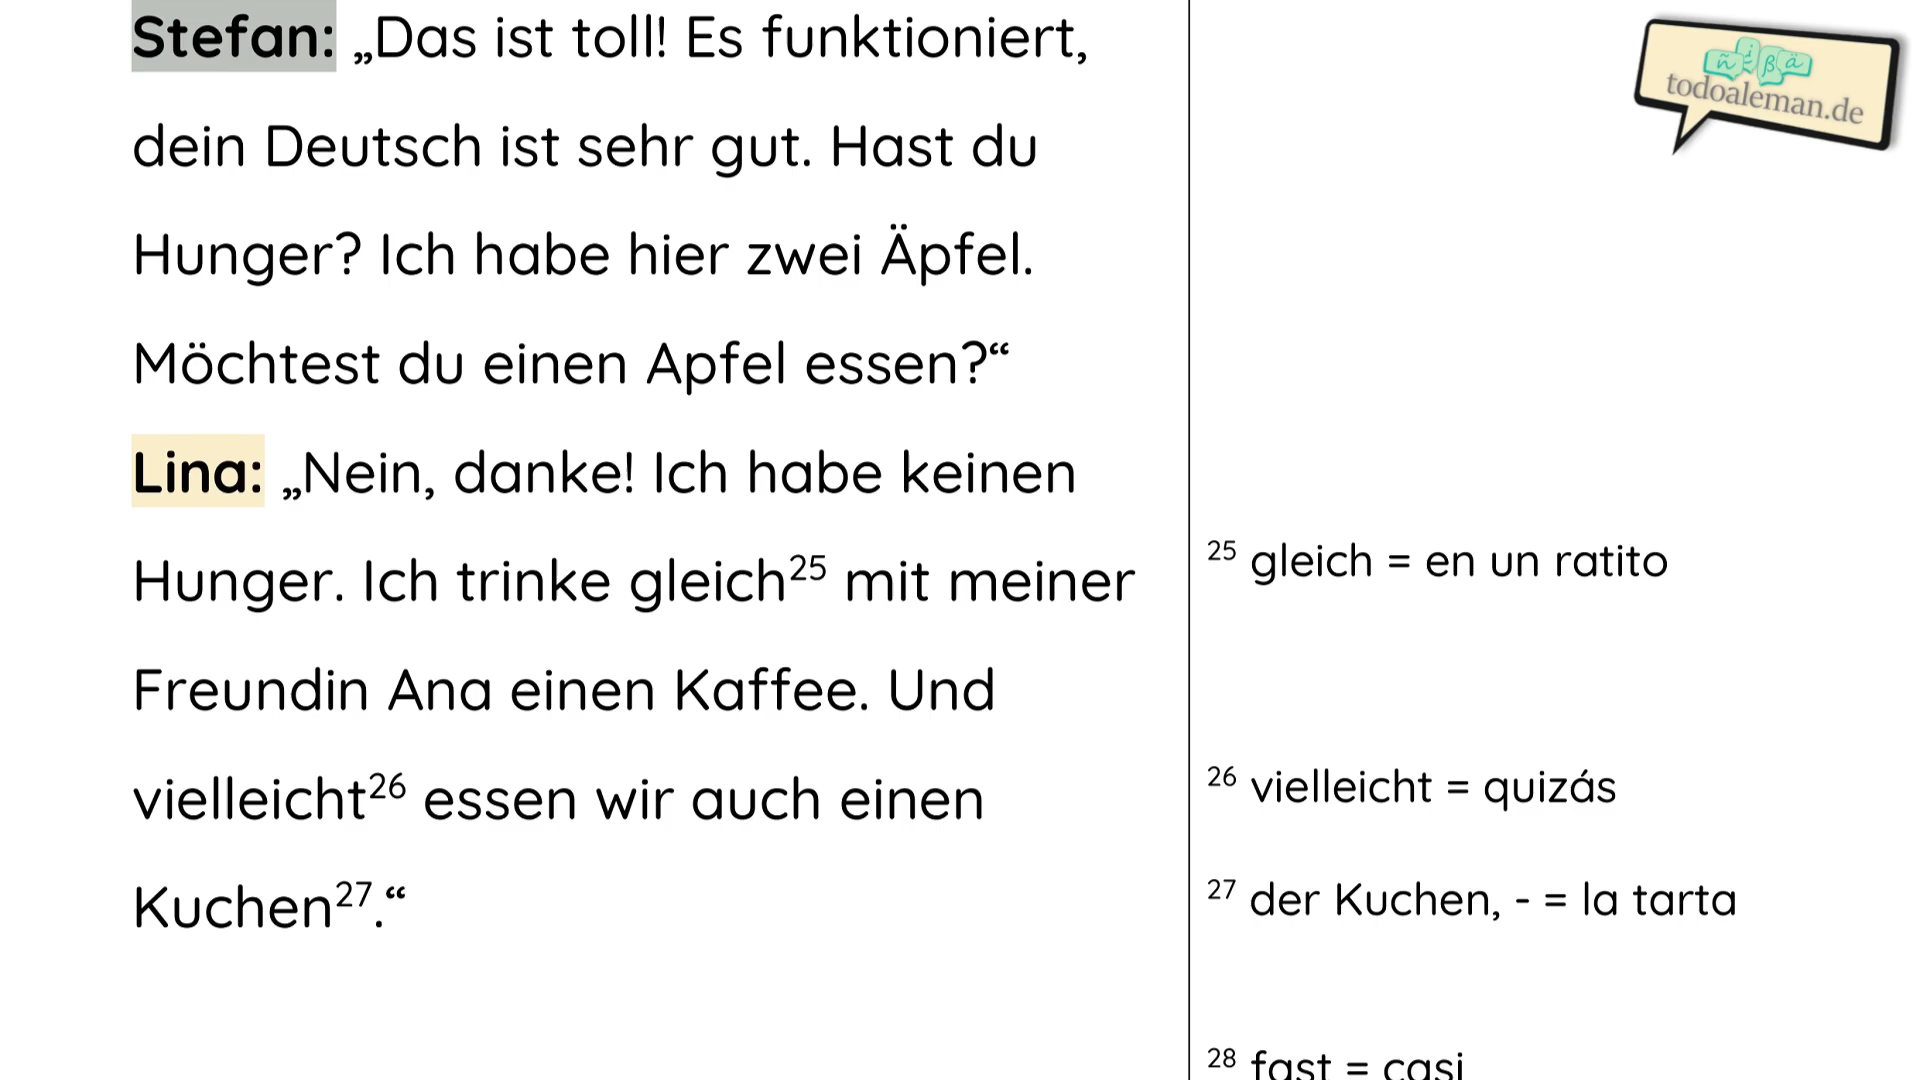 Stefan: „Das ist toll! Es funktioniert,
dein Deutsch ist sehr gut. Hast du
Hunger? Ich habe hier zwei Äpfel.
Möchtest du einen Apfel essen?“
Lina: „Nein, danke! Ich habe keinen
Hunger. Ich trinke gleich²⁵ mit meiner
Freundin Ana einen Kaffee. Und
vielleicht²⁶ essen wir auch einen
Kuchen²⁷.“
ñ i ß ä
todoaleman.de
²⁵ gleich = en un ratito
²⁶ vielleicht = quizás
²⁷ der Kuchen, - = la tarta
²⁸ fast = casi